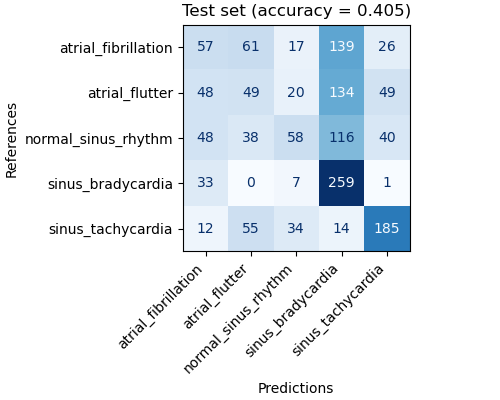 Test set (accuracy = 0.405)
References
atrial_fibrillation 57 61 17 139 26
atrial_flutter 48 49 20 134 49
normal_sinus_rhythm 48 38 58 116 40
sinus_bradycardia 33 0 7 259 1
sinus_tachycardia 12 55 34 14 185
atrial_fibrillation
atrial_flutter
normal_sinus_rhythm
sinus_bradycardia
sinus_tachycardia
Predictions